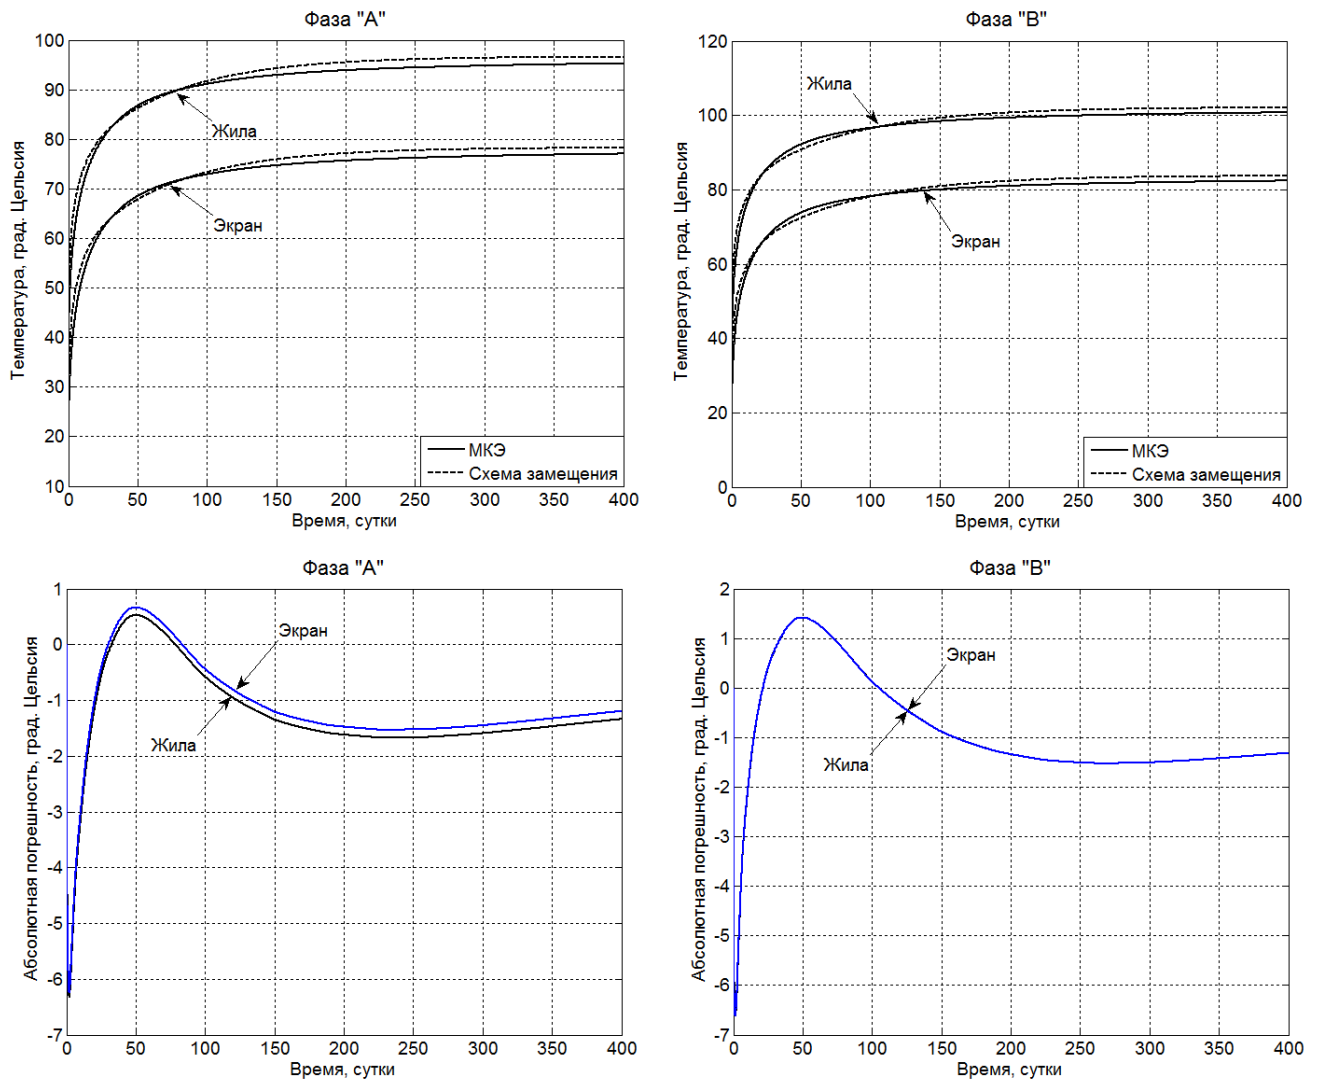 Фаза "A"
100
90
80
70
60
50
40
30
20
10
Температура, град. Цельсия
Жила
Экран
МКЭ
Схема замещения
0 50 100 150 200 250 300 350 400
Время, сутки
Фаза "B"
120
100
80
60
40
20
0
Температура, град. Цельсия
Жила
Экран
МКЭ
Схема замещения
0 50 100 150 200 250 300 350 400
Время, сутки
Фаза "A"
1
0
-1
-2
-3
-4
-5
-6
-7
Абсолютная погрешность, град. Цельсия
Экран
Жила
0 50 100 150 200 250 300 350 400
Время, сутки
Фаза "B"
2
1
0
-1
-2
-3
-4
-5
-6
-7
Абсолютная погрешность, град. Цельсия
Экран
Жила
0 50 100 150 200 250 300 350 400
Время, сутки